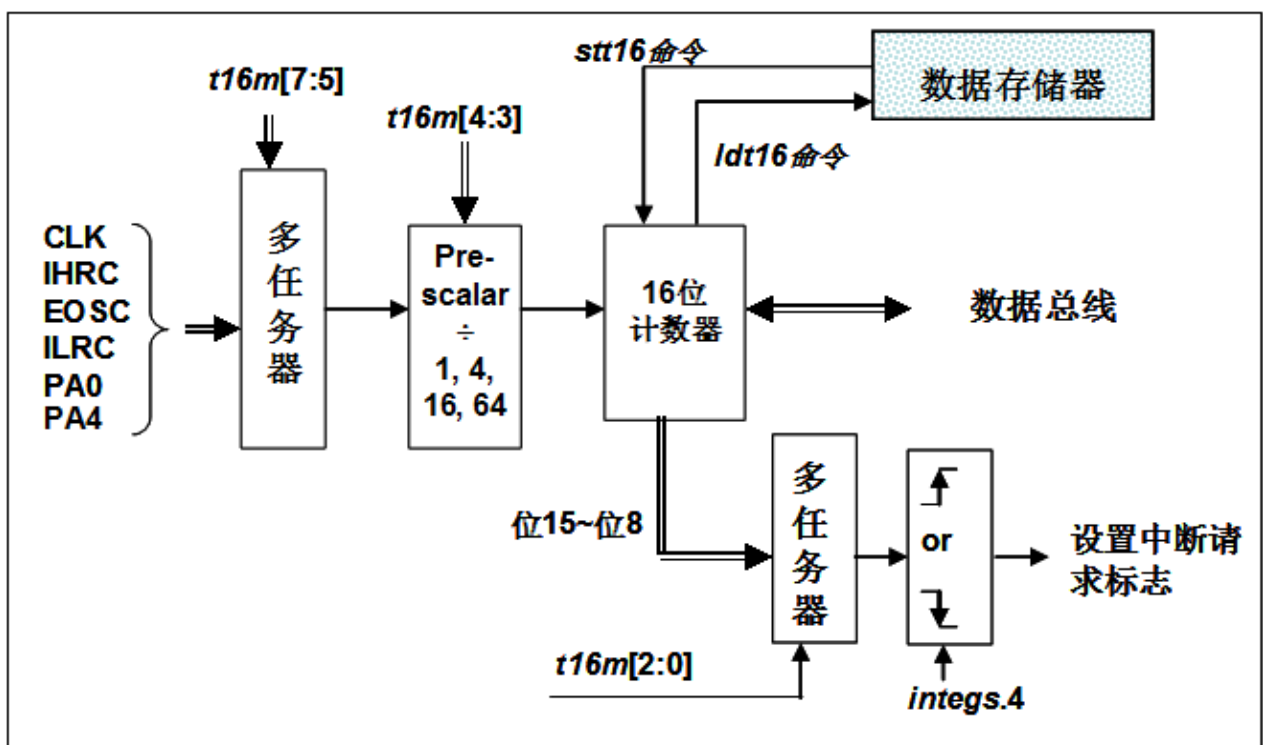 stt16命令
数据存储器
t16m[7:5]
t16m[4:3]
ldt16命令
CLK
IHRC
EOSC
ILRC
PA0
PA4
多
任
务
器
Pre-
scalar
÷
1, 4,
16, 64
16位
计数器
数据总线
位15~位8
多
任
务
器
or
设置中断请
求标志
t16m[2:0]
integs.4